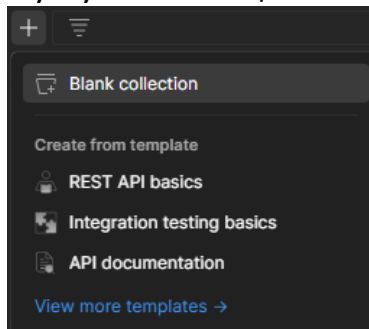 Blank collection
Create from template
REST API basics
Integration testing basics
API documentation
View more templates →